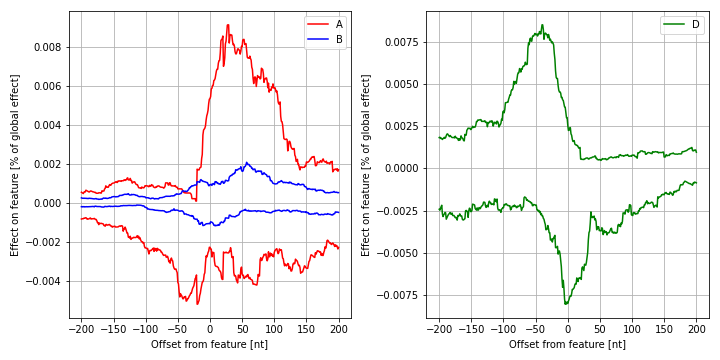 A
B
0.008
0.006
0.004
0.002
0.000
−0.002
−0.004
−200 −150 −100 −50 0 50 100 150 200
Offset from feature [nt]
Effect on feature [% of global effect]
D
0.0075
0.0050
0.0025
0.0000
−0.0025
−0.0050
−0.0075
−200 −150 −100 −50 0 50 100 150 200
Offset from feature [nt]
Effect on feature [% of global effect]